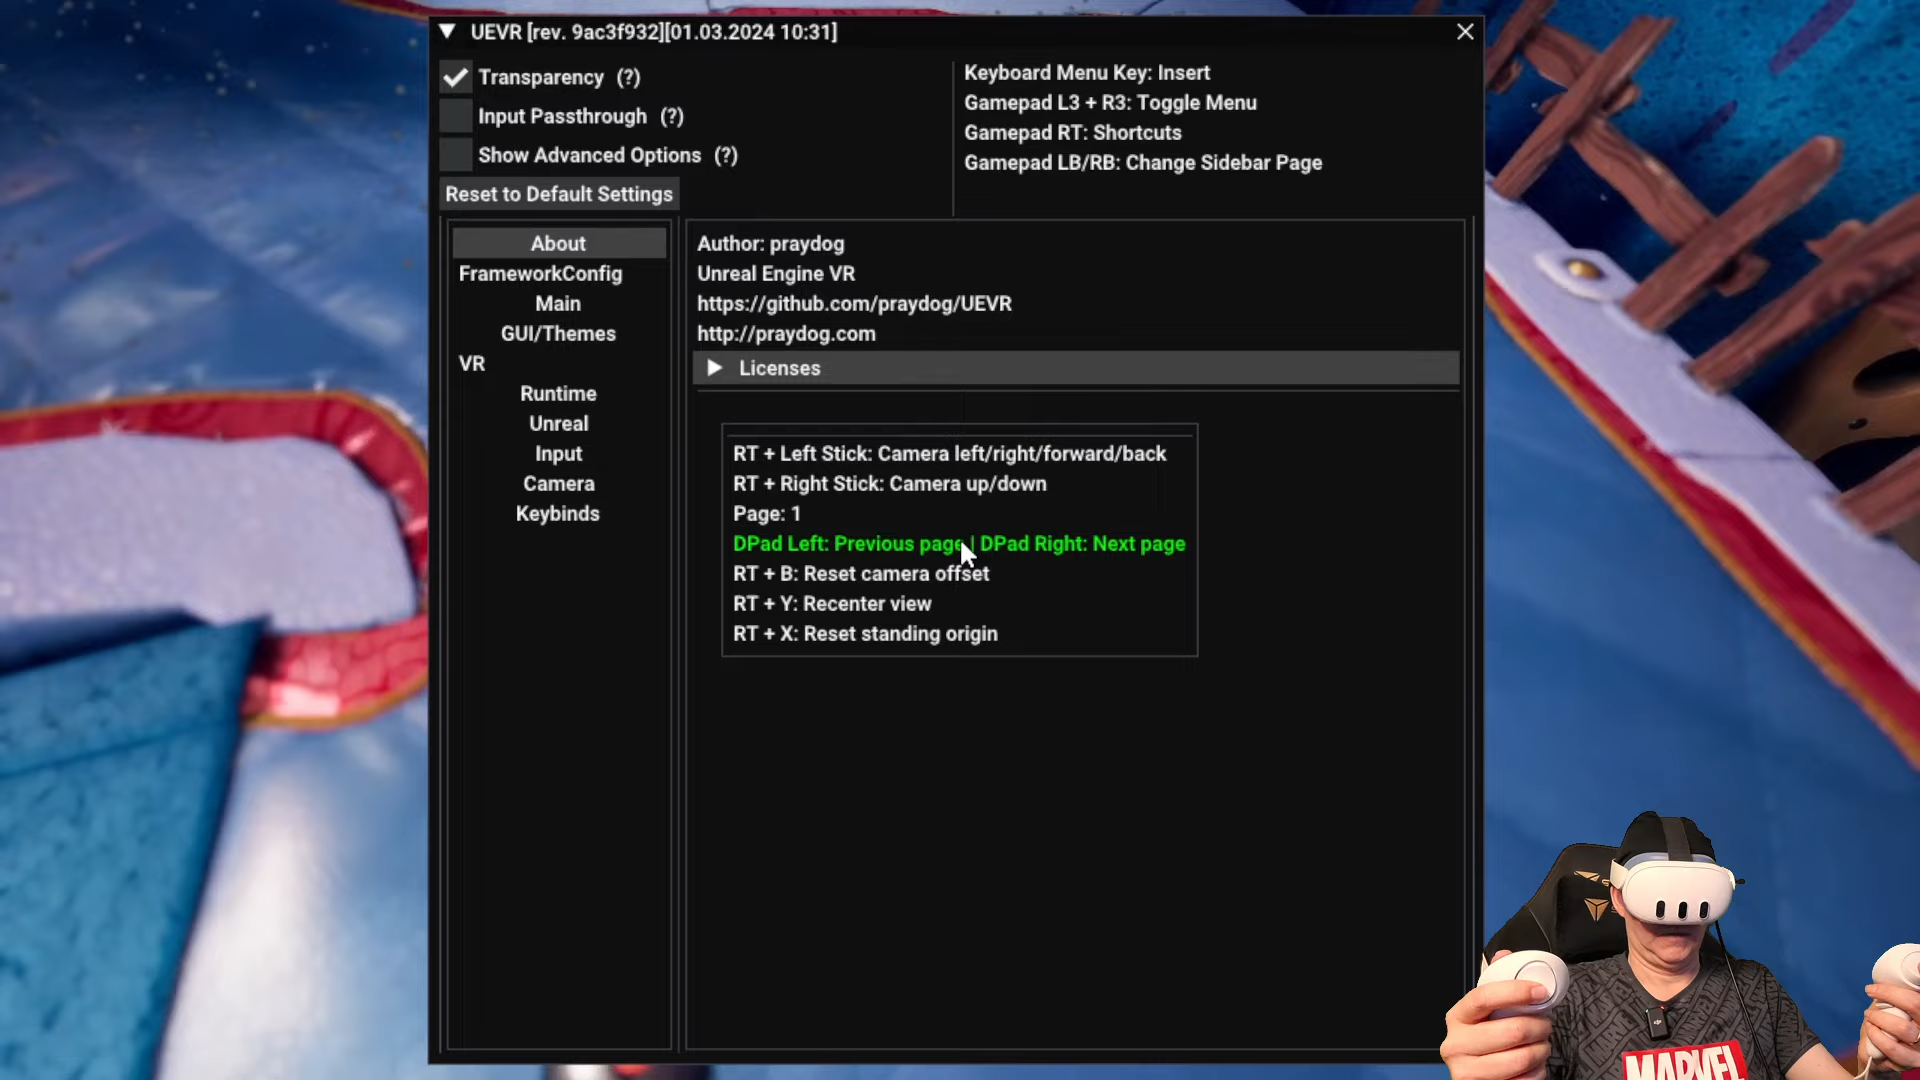 UEVR [rev. 9ac3f932][01.03.2024 10:31]
Transparency (?)
Input Passthrough (?)
Show Advanced Options (?)
Reset to Default Settings
Keyboard Menu Key: Insert
Gamepad L3 + R3: Toggle Menu
Gamepad RT: Shortcuts
Gamepad LB/RB: Change Sidebar Page
About
FrameworkConfig
Main
GUI/Themes
VR
Runtime
Unreal
Input
Camera
Keybinds
Author: praydog
Unreal Engine VR
https://github.com/praydog/UEVR
http://praydog.com
Licenses
RT + Left Stick: Camera left/right/forward/back
RT + Right Stick: Camera up/down
Page: 1
DPad Left: Previous page | DPad Right: Next page
RT + B: Reset camera offset
RT + Y: Recenter view
RT + X: Reset standing origin
MARVEL